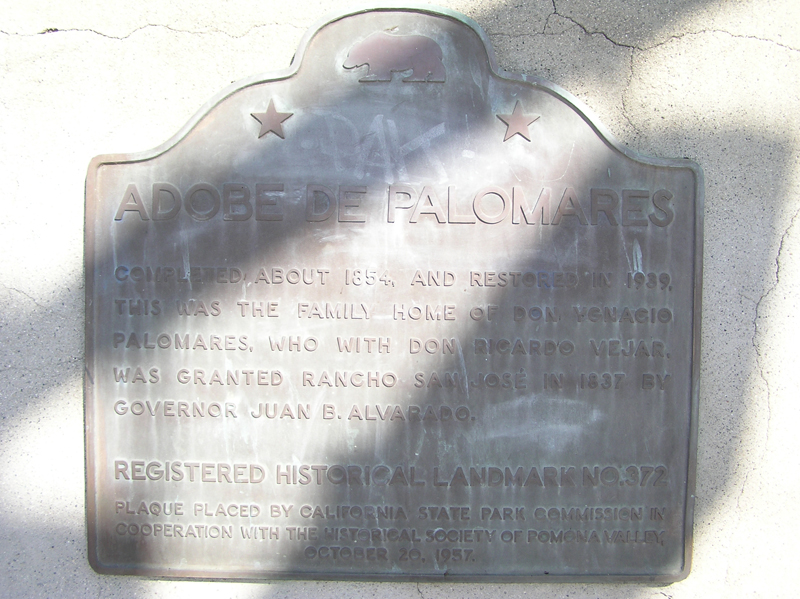 ADOBE DE PALOMARES
COMPLETED ABOUT 1854, AND RESTORED IN 1939,
THIS WAS THE FAMILY HOME OF DON YGNACIO
PALOMARES, WHO WITH DON RICARDO VEJAR,
WAS GRANTED RANCHO SAN JOSÉ IN 1837 BY
GOVERNOR JUAN B. ALVARADO.
REGISTERED HISTORICAL LANDMARK NO. 372
PLAQUE PLACED BY CALIFORNIA STATE PARK COMMISSION IN
COOPERATION WITH THE HISTORICAL SOCIETY OF POMONA VALLEY,
OCTOBER 20, 1957.